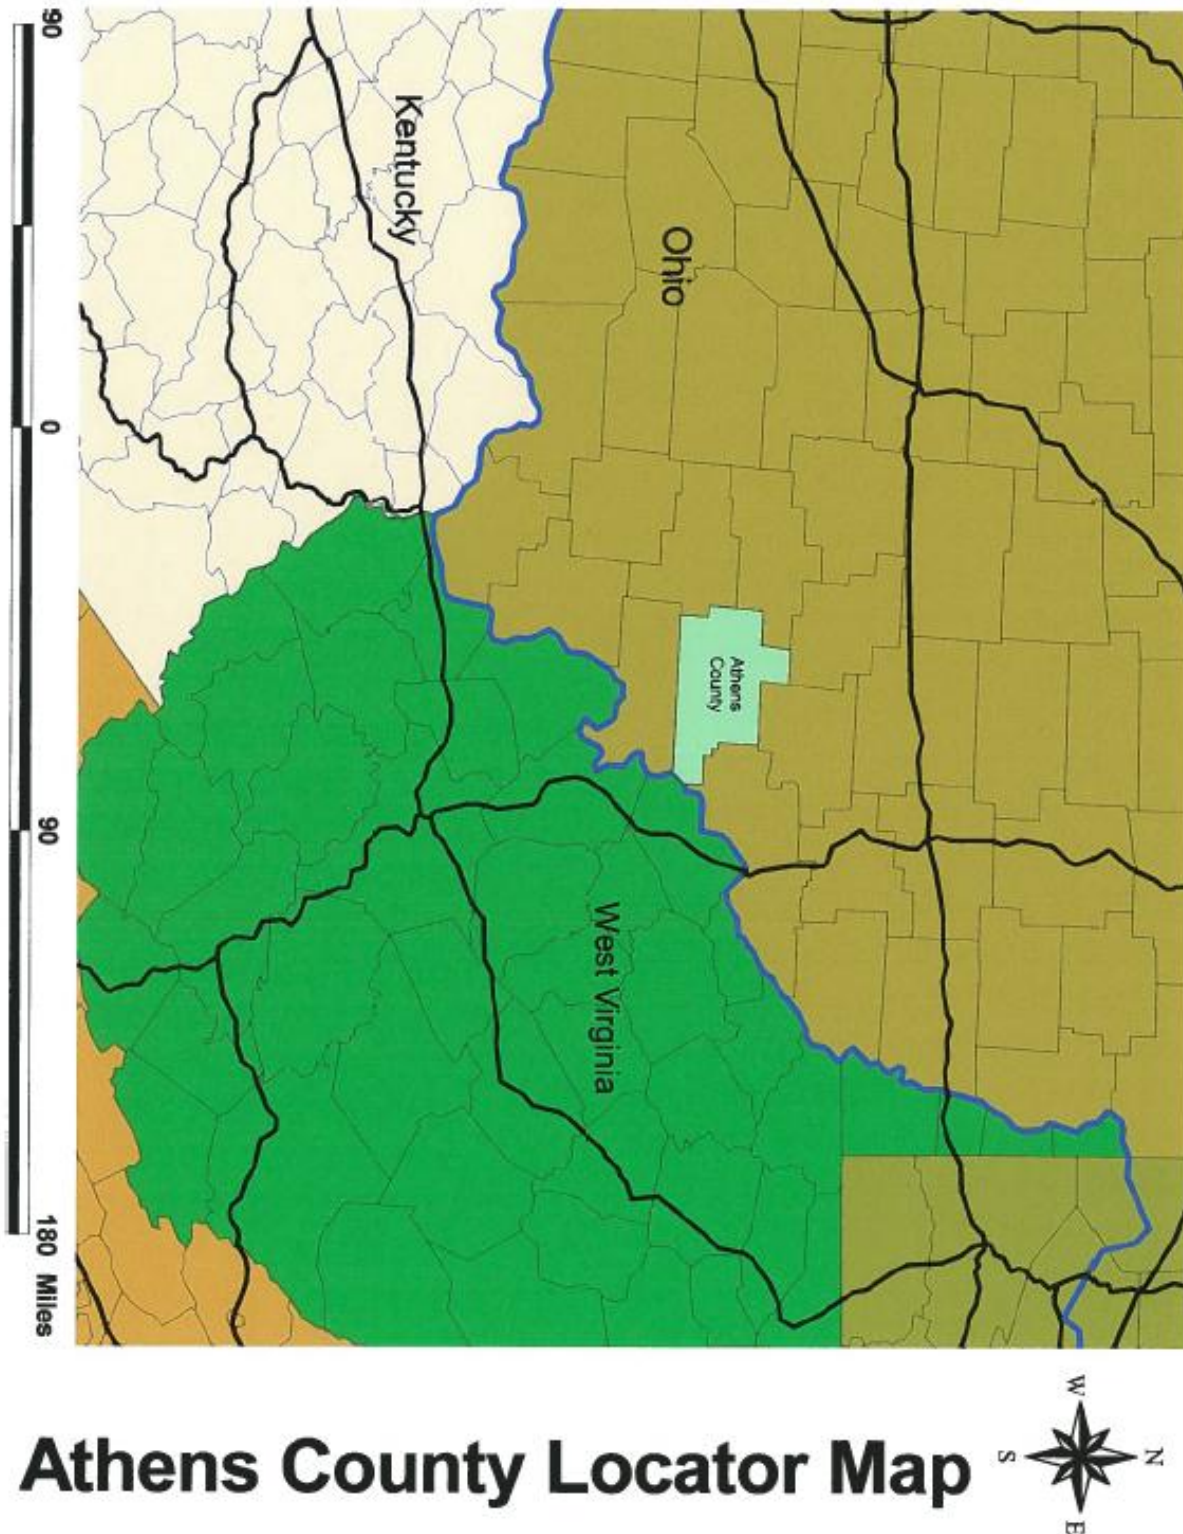 Kentucky
Ohio
Athens
County
West Virginia
90
0
90
180 Miles
N
W
E
S
Athens County Locator Map